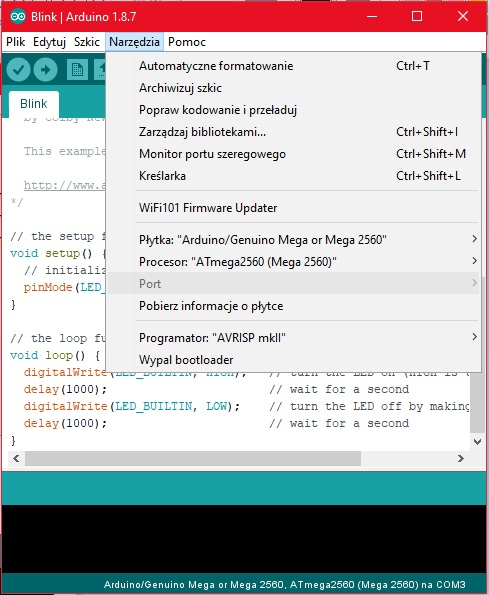 Blink | Arduino 1.8.7
Plik Edytuj Szkic Narzędzia Pomoc
Blink
Automatyczne formatowanie Ctrl+T
Archiwizuj szkic
Popraw kodowanie i przeładuj
Zarządzaj bibliotekami... Ctrl+Shift+I
Monitor portu szeregowego Ctrl+Shift+M
Kreślarka Ctrl+Shift+L
WiFi101 Firmware Updater
Płytka: "Arduino/Genuino Mega or Mega 2560"
Procesor: "ATmega2560 (Mega 2560)"
Port
Pobierz informacje o płytce
Programator: "AVRISP mkII"
Wypal bootloader
by Colby New
This example
http://www.a
*/
// the setup f
void setup() {
// initializ
pinMode(LED_
}
// the loop fu
void loop() {
digitalWrite(LED_BUILTIN, HIGH); // turn the LED on (HIGH is
delay(1000); // wait for a second
digitalWrite(LED_BUILTIN, LOW); // turn the LED off by making
delay(1000); // wait for a second
}
Arduino/Genuino Mega or Mega 2560, ATmega2560 (Mega 2560) na COM3